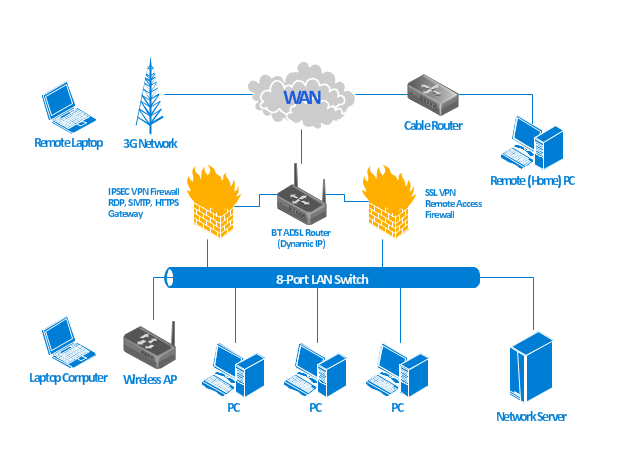 WAN
Remote Laptop
3G Network
Cable Router
Remote (Home) PC
IPSEC VPN Firewall
RDP, SMTP, HTTPS
Gateway
BT ADSL Router
(Dynamic IP)
SSL VPN
Remote Access
Firewall
8-Port LAN Switch
Laptop Computer
Wireless AP
PC
PC
PC
Network Server